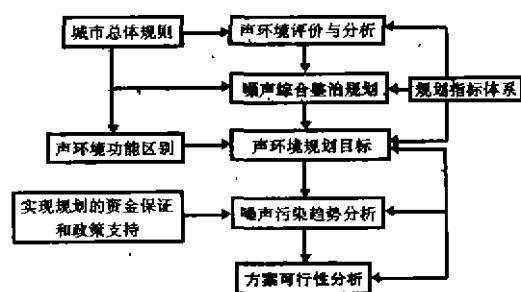 城市总体规则
声环境评价与分析
噪声综合整治规划
规划指标体系
声环境功能区别
声环境规划目标
实现规划的资金保证
和政策支持
噪声污染趋势分析
方案可行性分析